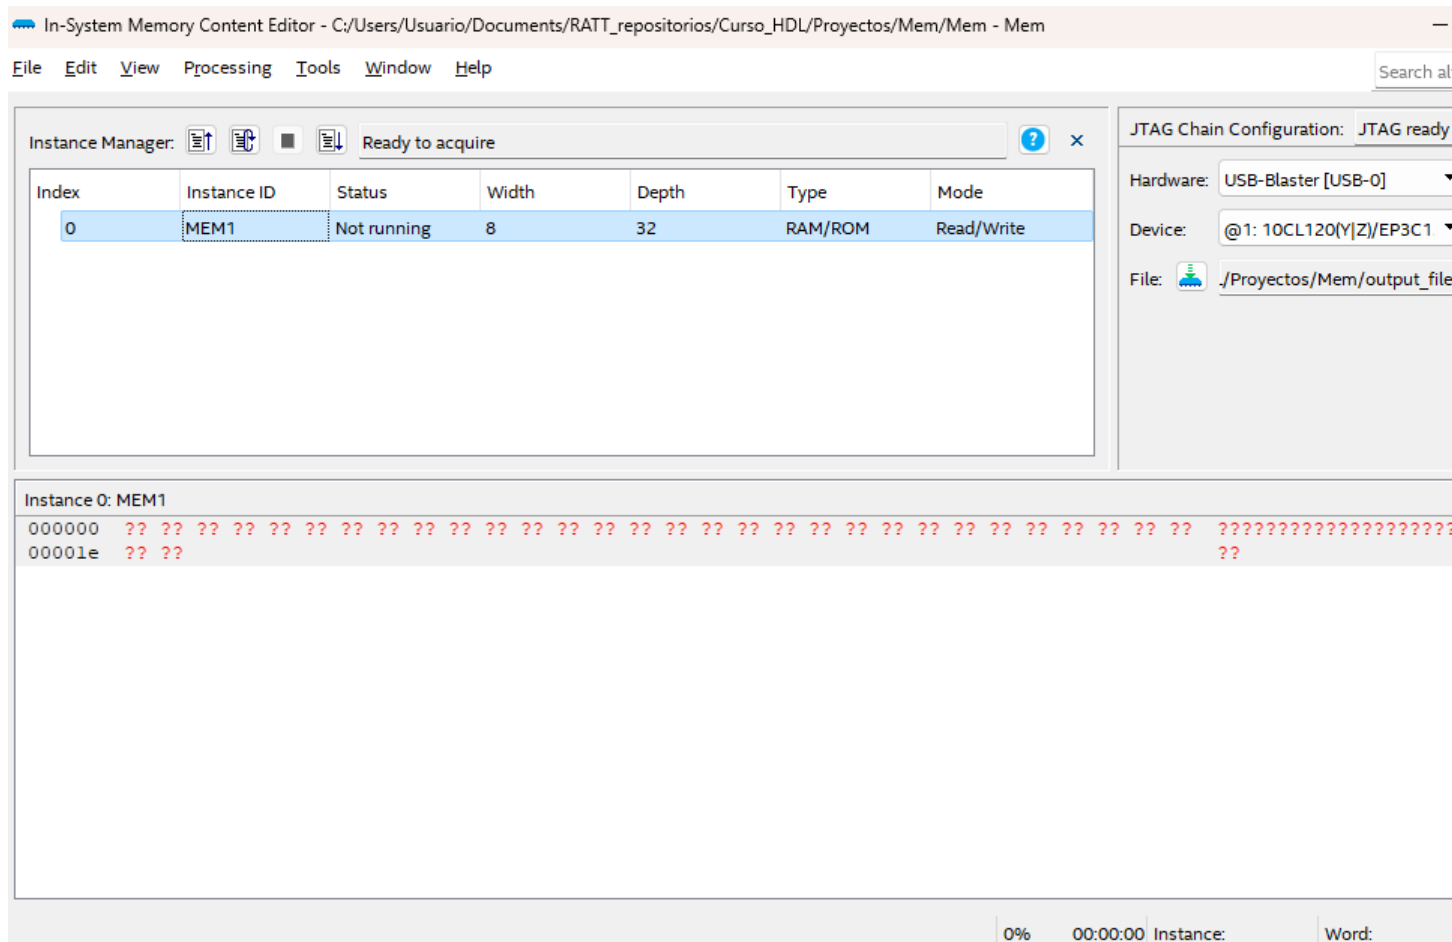 In-System Memory Content Editor - C:/Users/Usuario/Documents/RATT_repositorios/Curso_HDL/Proyectos/Mem/Mem - Mem
File Edit View Processing Tools Window Help
Search al
Instance Manager: Ready to acquire
Index Instance ID Status Width Depth Type Mode
0 MEM1 Not running 8 32 RAM/ROM Read/Write
JTAG Chain Configuration: JTAG ready
Hardware: USB-Blaster [USB-0]
Device: @1: 10CL120(Y|Z)/EP3C1
File: ./Proyectos/Mem/output_file
Instance 0: MEM1
000000 ?? ?? ?? ?? ?? ?? ?? ?? ?? ?? ?? ?? ?? ?? ?? ?? ?? ?? ?? ?? ?? ?? ?? ?? ?? ?? ?? ?? ?? ?? ????????????????????
00001e ?? ?? ??
0% 00:00:00 Instance: Word: